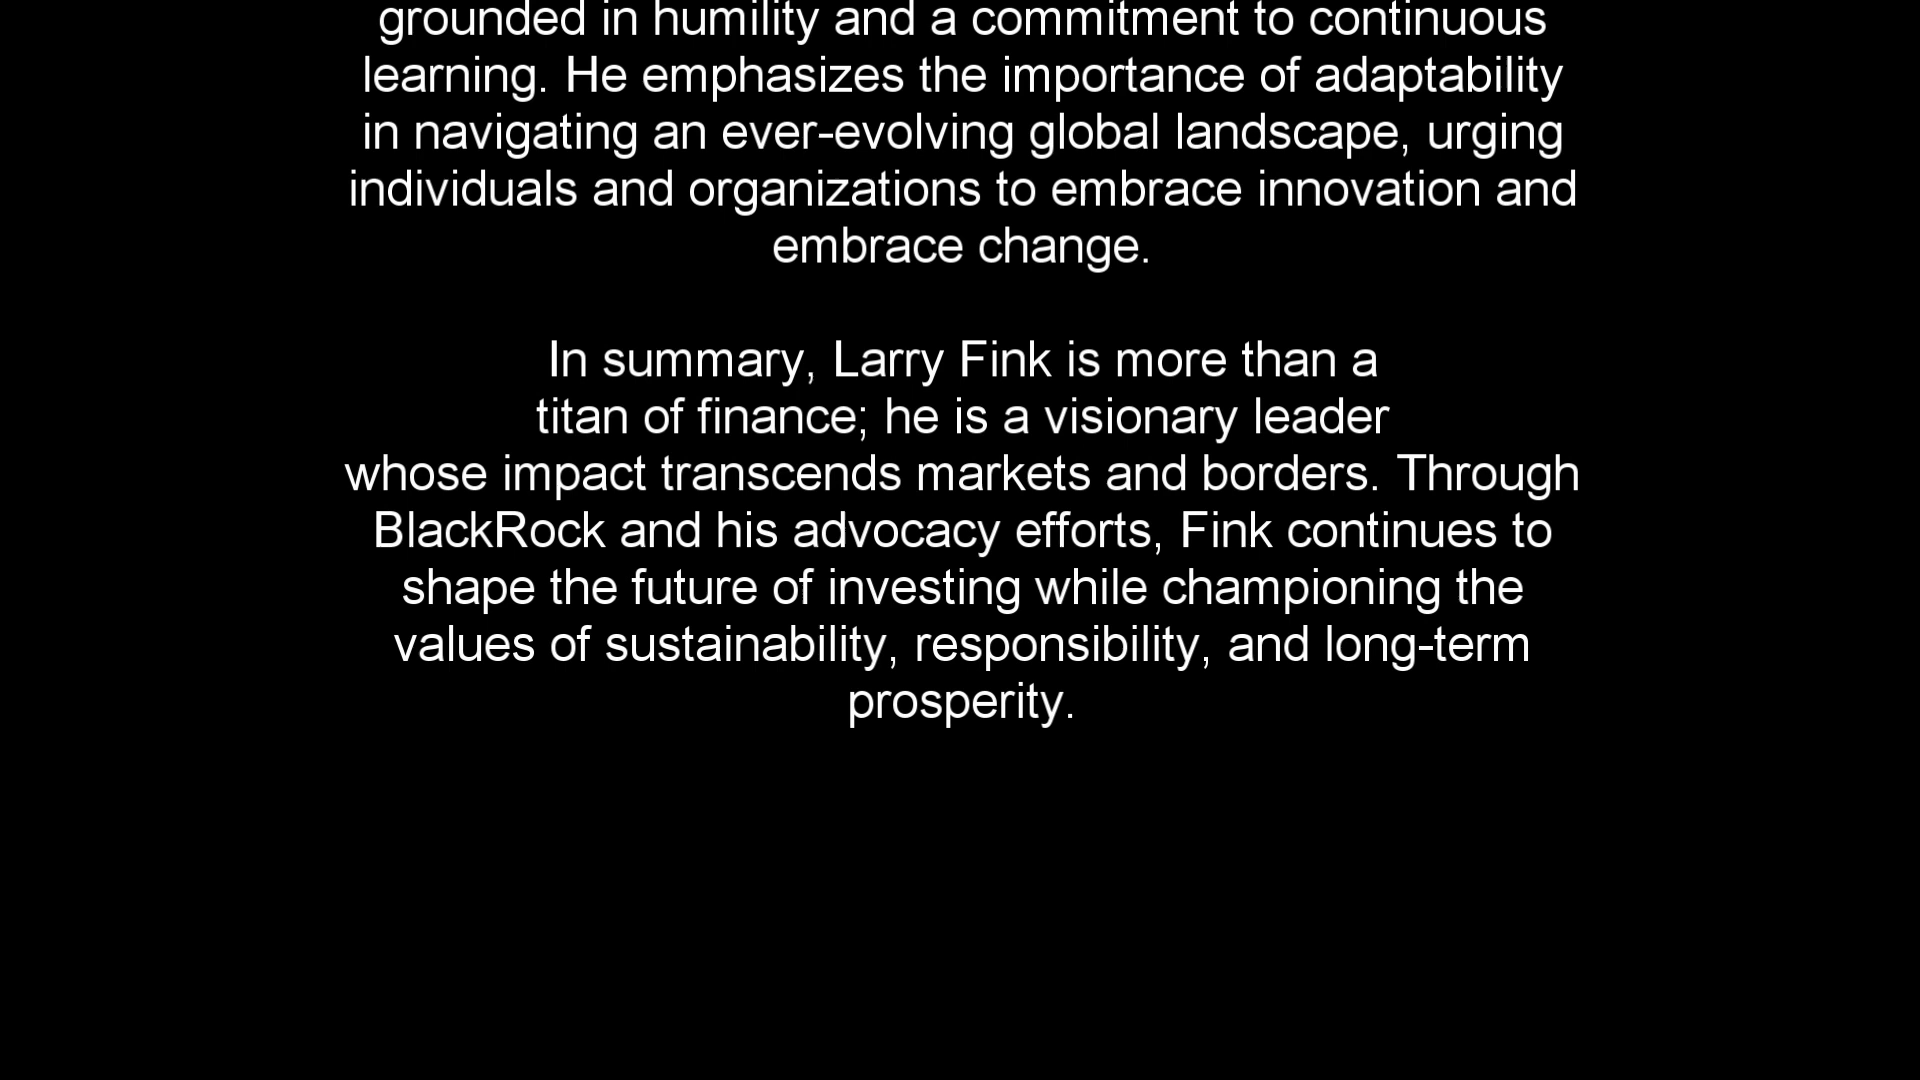 grounded in humility and a commitment to continuous
learning. He emphasizes the importance of adaptability
in navigating an ever-evolving global landscape, urging
individuals and organizations to embrace innovation and
embrace change.
In summary, Larry Fink is more than a
titan of finance; he is a visionary leader
whose impact transcends markets and borders. Through
BlackRock and his advocacy efforts, Fink continues to
shape the future of investing while championing the
values of sustainability, responsibility, and long-term
prosperity.